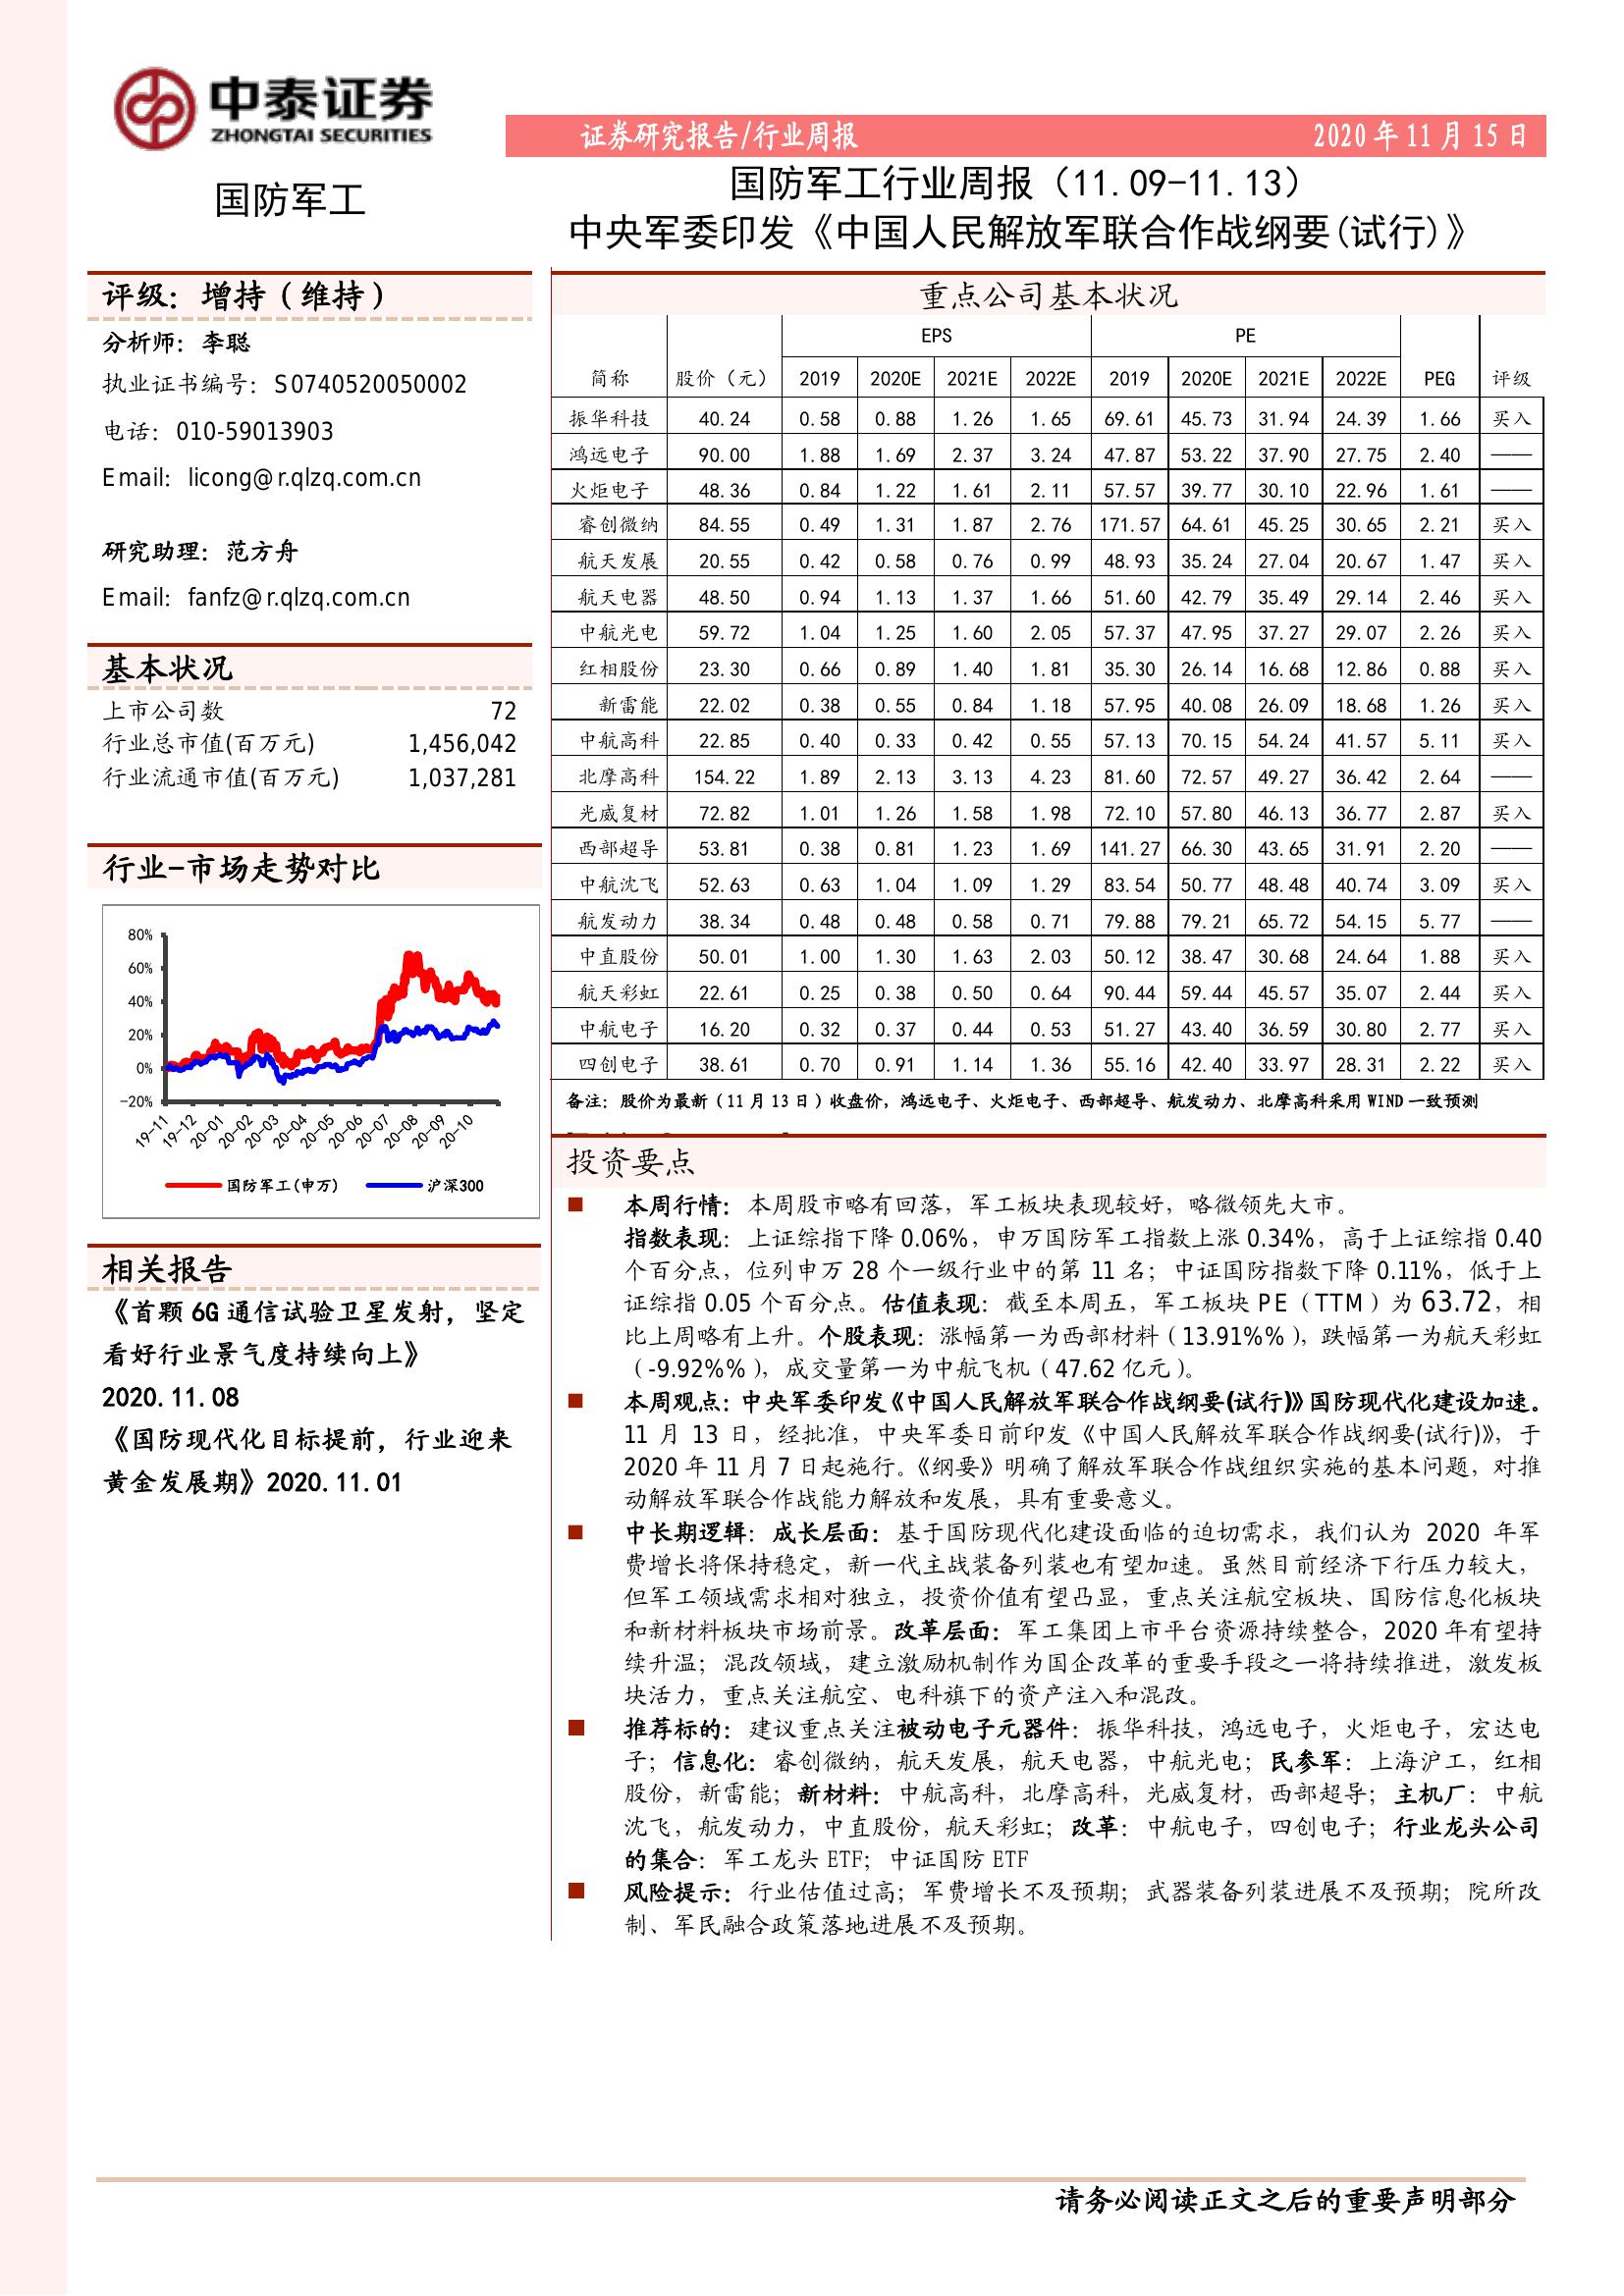 中泰证券
ZHONGTAI SECURITIES
证券研究报告/行业周报 2020年11月15日
国防军工
国防军工行业周报（11.09-11.13）
中央军委印发《中国人民解放军联合作战纲要(试行)》
评级：增持（维持）
分析师：李聪
执业证书编号：S0740520050002
电话：010-59013903
Email：licong@r.qlzq.com.cn
研究助理：范方舟
Email：fanfz@r.qlzq.com.cn
基本状况
上市公司数 72
行业总市值(百万元) 1,456,042
行业流通市值(百万元) 1,037,281
行业-市场走势对比
80%
60%
40%
20%
0%
-20%
19-11 19-12 20-01 20-02 20-03 20-04 20-05 20-06 20-07 20-08 20-09 20-10
国防军工(申万) 沪深300
相关报告
《首颗 6G 通信试验卫星发射，坚定
看好行业景气度持续向上》
2020.11.08
《国防现代化目标提前，行业迎来
黄金发展期》2020.11.01
重点公司基本状况
EPS PE
简称 股价（元） 2019 2020E 2021E 2022E 2019 2020E 2021E 2022E PEG 评级
振华科技 40.24 0.58 0.88 1.26 1.65 69.61 45.73 31.94 24.39 1.66 买入
鸿远电子 90.00 1.88 1.69 2.37 3.24 47.87 53.22 37.90 27.75 2.40 ——
火炬电子 48.36 0.84 1.22 1.61 2.11 57.57 39.77 30.10 22.96 1.61 ——
睿创微纳 84.55 0.49 1.31 1.87 2.76 171.57 64.61 45.25 30.65 2.21 买入
航天发展 20.55 0.42 0.58 0.76 0.99 48.93 35.24 27.04 20.67 1.47 买入
航天电器 48.50 0.94 1.13 1.37 1.66 51.60 42.79 35.49 29.14 2.46 买入
中航光电 59.72 1.04 1.25 1.60 2.05 57.37 47.95 37.27 29.07 2.26 买入
红相股份 23.30 0.66 0.89 1.40 1.81 35.30 26.14 16.68 12.86 0.88 买入
新雷能 22.02 0.38 0.55 0.84 1.18 57.95 40.08 26.09 18.68 1.26 买入
中航高科 22.85 0.40 0.33 0.42 0.55 57.13 70.15 54.24 41.57 5.11 买入
北摩高科 154.22 1.89 2.13 3.13 4.23 81.60 72.57 49.27 36.42 2.64 ——
光威复材 72.82 1.01 1.26 1.58 1.98 72.10 57.80 46.13 36.77 2.87 买入
西部超导 53.81 0.38 0.81 1.23 1.69 141.27 66.30 43.65 31.91 2.20 ——
中航沈飞 52.63 0.63 1.04 1.09 1.29 83.54 50.77 48.48 40.74 3.09 买入
航发动力 38.34 0.48 0.48 0.58 0.71 79.88 79.21 65.72 54.15 5.77 ——
中直股份 50.01 1.00 1.30 1.63 2.03 50.12 38.47 30.68 24.64 1.88 买入
航天彩虹 22.61 0.25 0.38 0.50 0.64 90.44 59.44 45.57 35.07 2.44 买入
中航电子 16.20 0.32 0.37 0.44 0.53 51.27 43.40 36.59 30.80 2.77 买入
四创电子 38.61 0.70 0.91 1.14 1.36 55.16 42.40 33.97 28.31 2.22 买入
备注：股价为最新（11月13日）收盘价，鸿远电子、火炬电子、西部超导、航发动力、北摩高科采用 WIND 一致预测
投资要点
■ 本周行情：本周股市略有回落，军工板块表现较好，略微领先大市。
指数表现：上证综指下降 0.06%，申万国防军工指数上涨 0.34%，高于上证综指 0.40
个百分点，位列申万 28 个一级行业中的第 11 名；中证国防指数下降 0.11%，低于上
证综指 0.05 个百分点。估值表现：截至本周五，军工板块 PE（TTM）为 63.72，相
比上周略有上升。个股表现：涨幅第一为西部材料（13.91%%），跌幅第一为航天彩虹
（-9.92%%），成交量第一为中航飞机（47.62 亿元）。
■ 本周观点：中央军委印发《中国人民解放军联合作战纲要(试行)》国防现代化建设加速。
11 月 13 日，经批准，中央军委日前印发《中国人民解放军联合作战纲要(试行)》，于
2020 年 11 月 7 日起施行。《纲要》明确了解放军联合作战组织实施的基本问题，对推
动解放军联合作战能力解放和发展，具有重要意义。
■ 中长期逻辑：成长层面：基于国防现代化建设面临的迫切需求，我们认为 2020 年军
费增长将保持稳定，新一代主战装备列装也有望加速。虽然目前经济下行压力较大，
但军工领域需求相对独立，投资价值有望凸显，重点关注航空板块、国防信息化板块
和新材料板块市场前景。改革层面：军工集团上市平台资源持续整合，2020 年有望持
续升温；混改领域，建立激励机制作为国企改革的重要手段之一将持续推进，激发板
块活力，重点关注航空、电科旗下的资产注入和混改。
■ 推荐标的：建议重点关注被动电子元器件：振华科技，鸿远电子，火炬电子，宏达电
子；信息化：睿创微纳，航天发展，航天电器，中航光电；民参军：上海沪工，红相
股份，新雷能；新材料：中航高科，北摩高科，光威复材，西部超导；主机厂：中航
沈飞，航发动力，中直股份，航天彩虹；改革：中航电子，四创电子；行业龙头公司
的集合：军工龙头 ETF；中证国防 ETF
■ 风险提示：行业估值过高；军费增长不及预期；武器装备列装进展不及预期；院所改
制、军民融合政策落地进展不及预期。
请务必阅读正文之后的重要声明部分